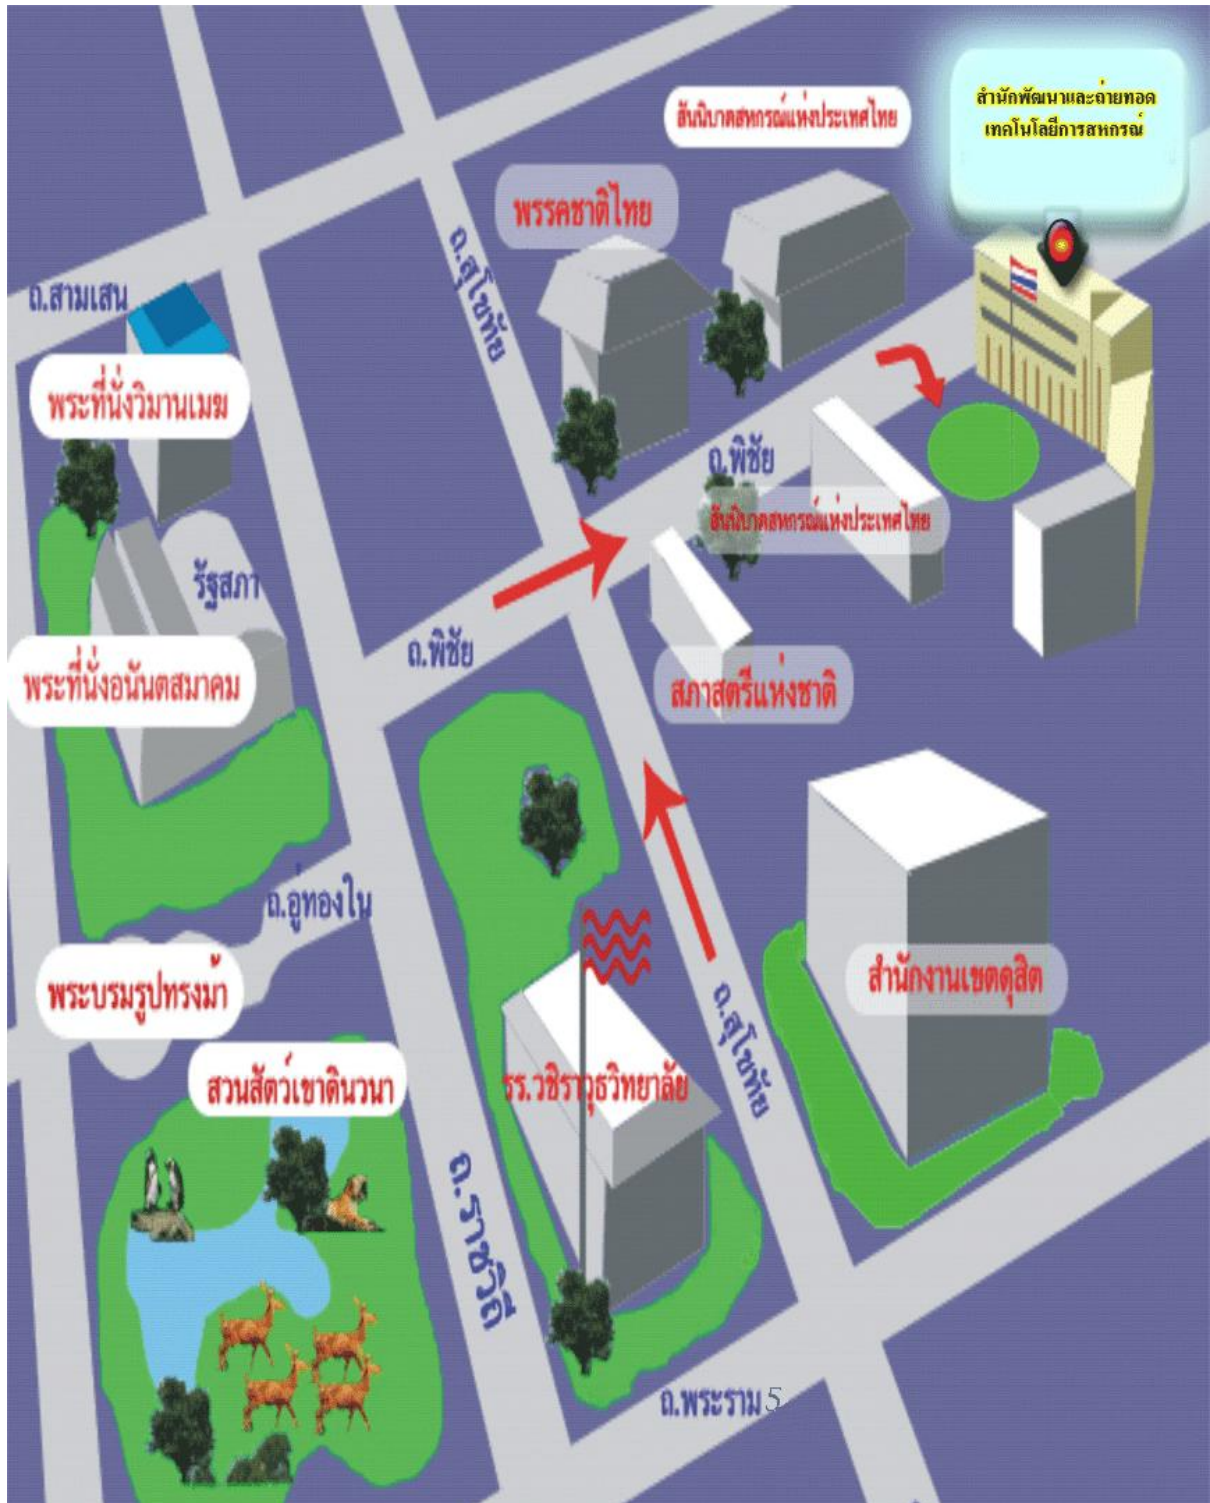 สำนักพัฒนาและถ่ายทอด
เทคโนโลยีการสหกรณ์
สันนิบาตสหกรณ์แห่งประเทศไทย
พรรคชาติไทย
ถ.สุโขทัย
ถ.สามเสน
พระที่นั่งวิมานเมฆ
ถ.พิชัย
สันนิบาตสหกรณ์แห่งประเทศไทย
รัฐสภา
ถ.พิชัย
พระที่นั่งอนันตสมาคม
สภาสตรีแห่งชาติ
ถ.อู่ทองใน
พระบรมรูปทรงม้า
สำนักงานเขตดุสิต
ถ.สุโขทัย
สวนสัตว์เขาดินวนา
รร.วชิราวุธวิทยาลัย
ถ.ราชวิถี
ถ.พระราม 5